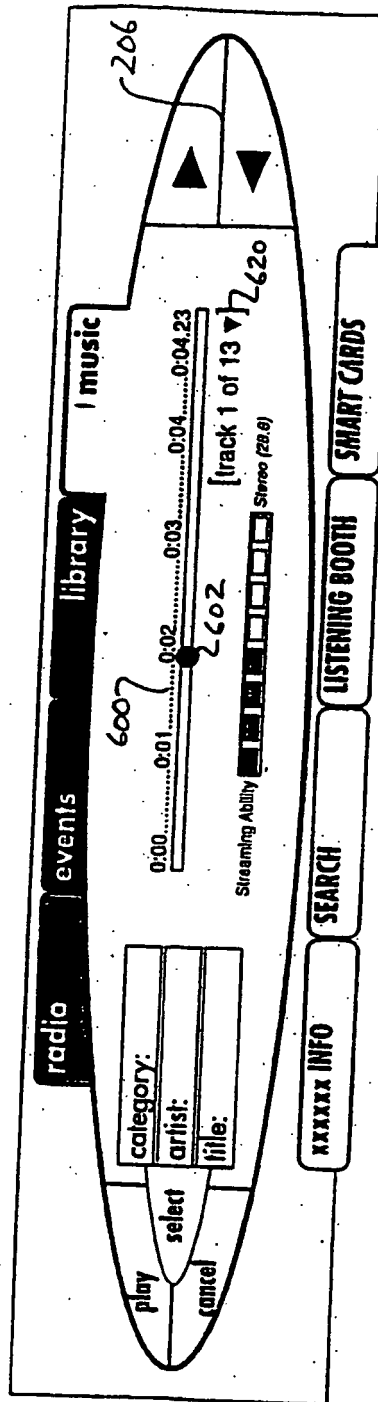 radio events library music
206
play
select
cancel
category:
artist:
title:
600
0:00 0:01 0:02 0:03 0:04 0:04.23
602
[track 1 of 13 ▼]
620
Streaming Ability Stereo (28.8)
xxxxxx INFO SEARCH LISTENING BOOTH SMART CARDS